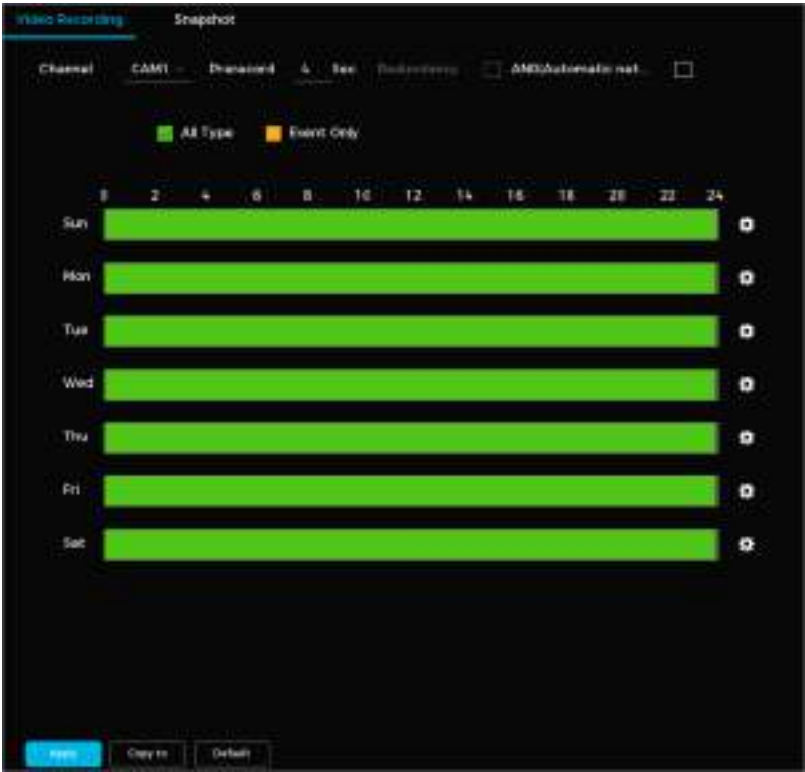 Video Recording Snapshot
Channel CAM1 Prerecord 4 Sec Redundancy ANR(Automatic net...
All Type Event Only
0 2 4 6 8 10 12 14 16 18 20 22 24
Sun
Mon
Tue
Wed
Thu
Fri
Sat
Apply Copy to Default